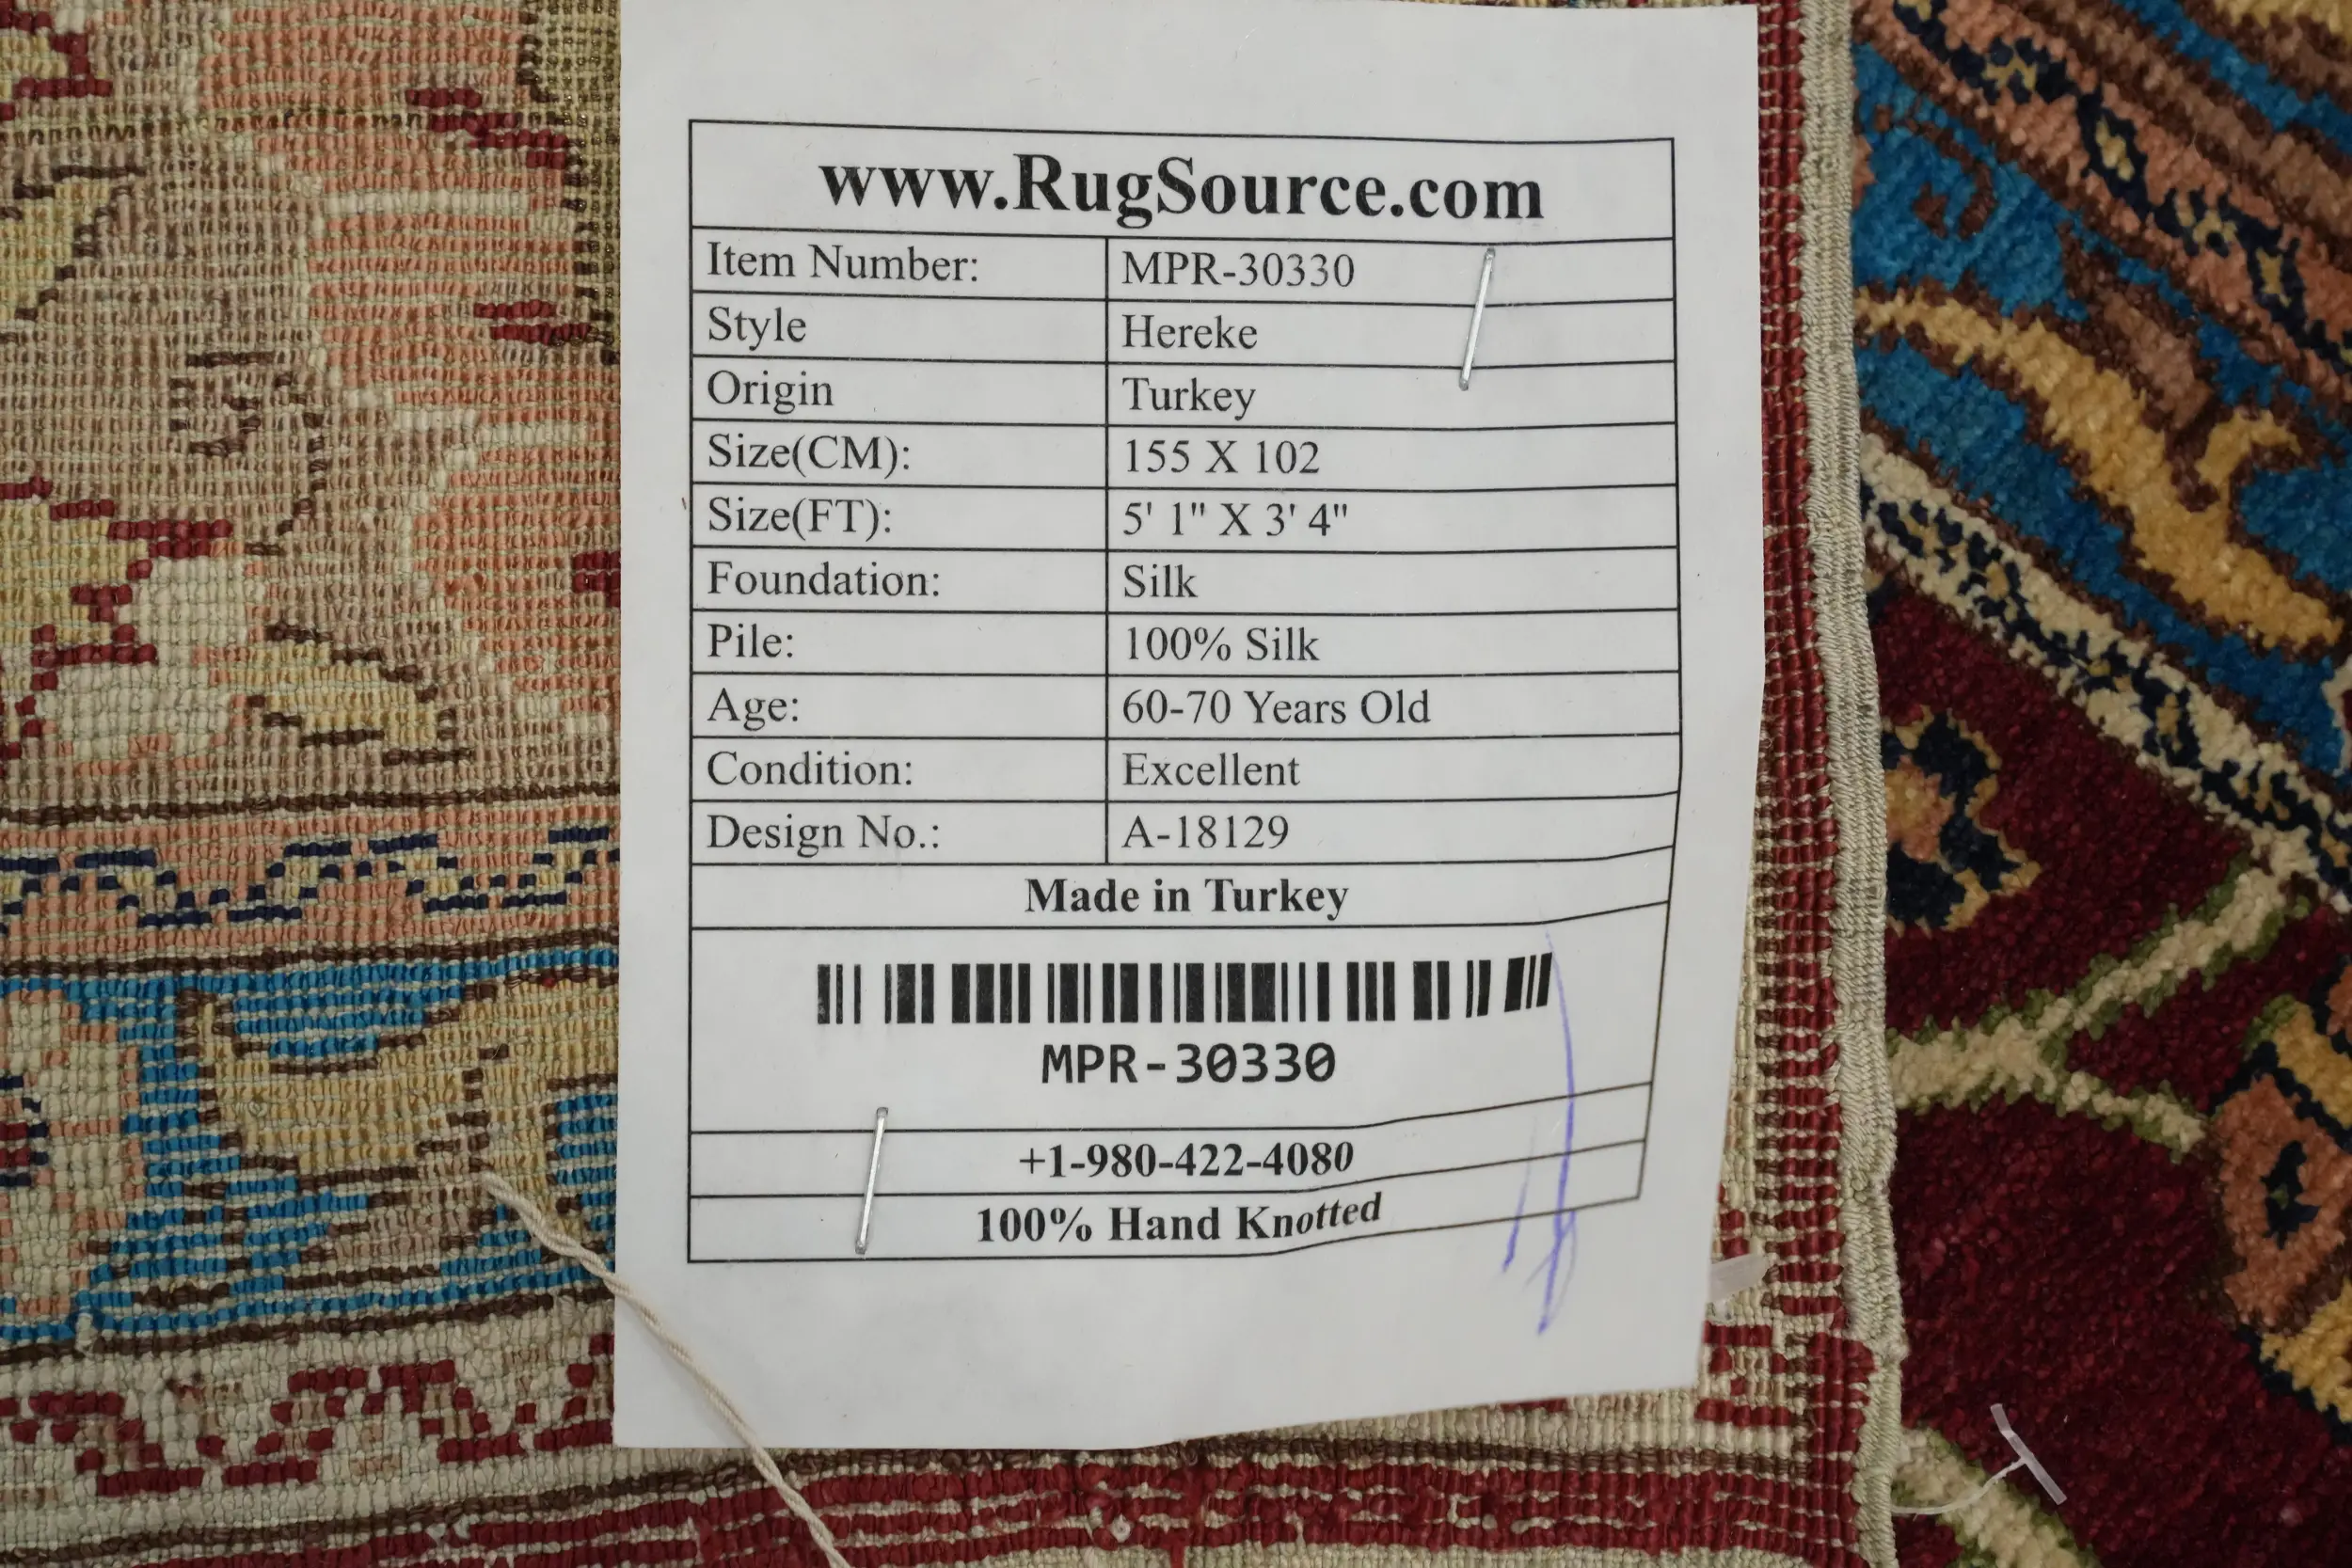 www.RugSource.com
Item Number: MPR-30330
Style Hereke
Origin Turkey
Size(CM): 155 X 102
Size(FT): 5' 1" X 3' 4"
Foundation: Silk
Pile: 100% Silk
Age: 60-70 Years Old
Condition: Excellent
Design No.: A-18129
Made in Turkey
MPR-30330
+1-980-422-4080
100% Hand Knotted